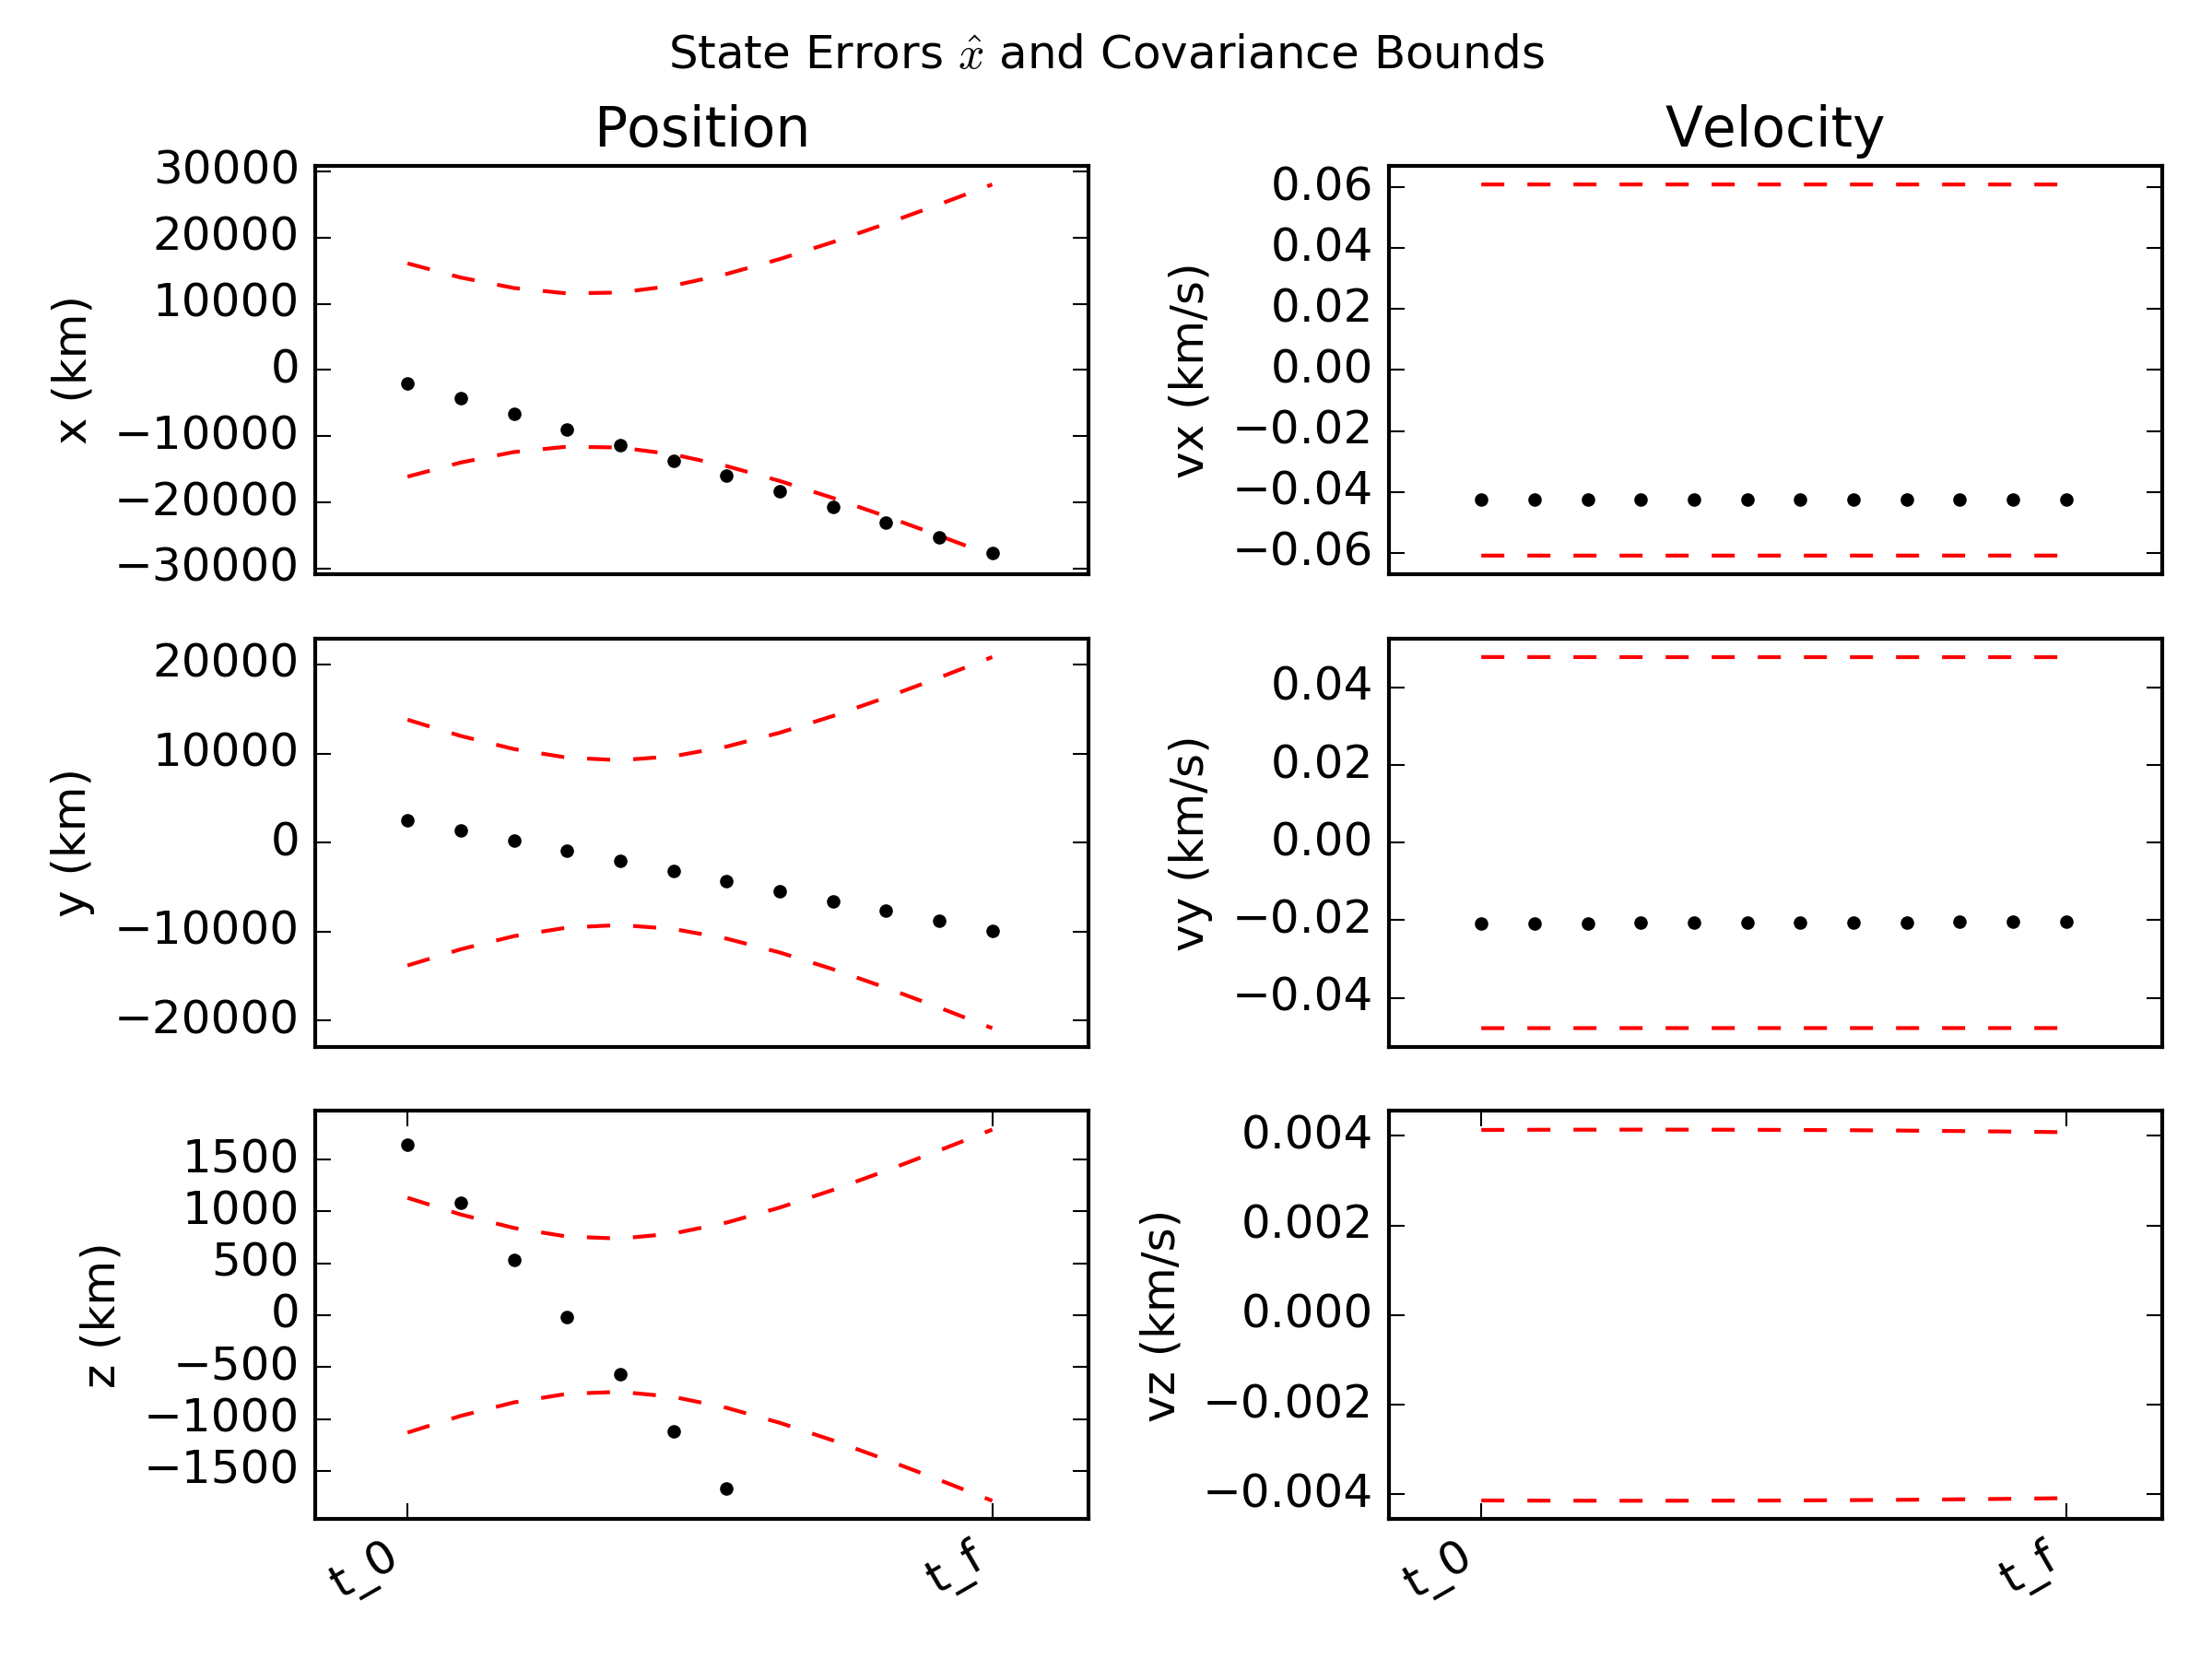 State Errors x̂ and Covariance Bounds
Position
Velocity
x (km)
30000
20000
10000
0
−10000
−20000
−30000
vx (km/s)
0.06
0.04
0.02
0.00
−0.02
−0.04
−0.06
y (km)
20000
10000
0
−10000
−20000
vy (km/s)
0.04
0.02
0.00
−0.02
−0.04
z (km)
1500
1000
500
0
−500
−1000
−1500
vz (km/s)
0.004
0.002
0.000
−0.002
−0.004
t_0
t_f
t_0
t_f